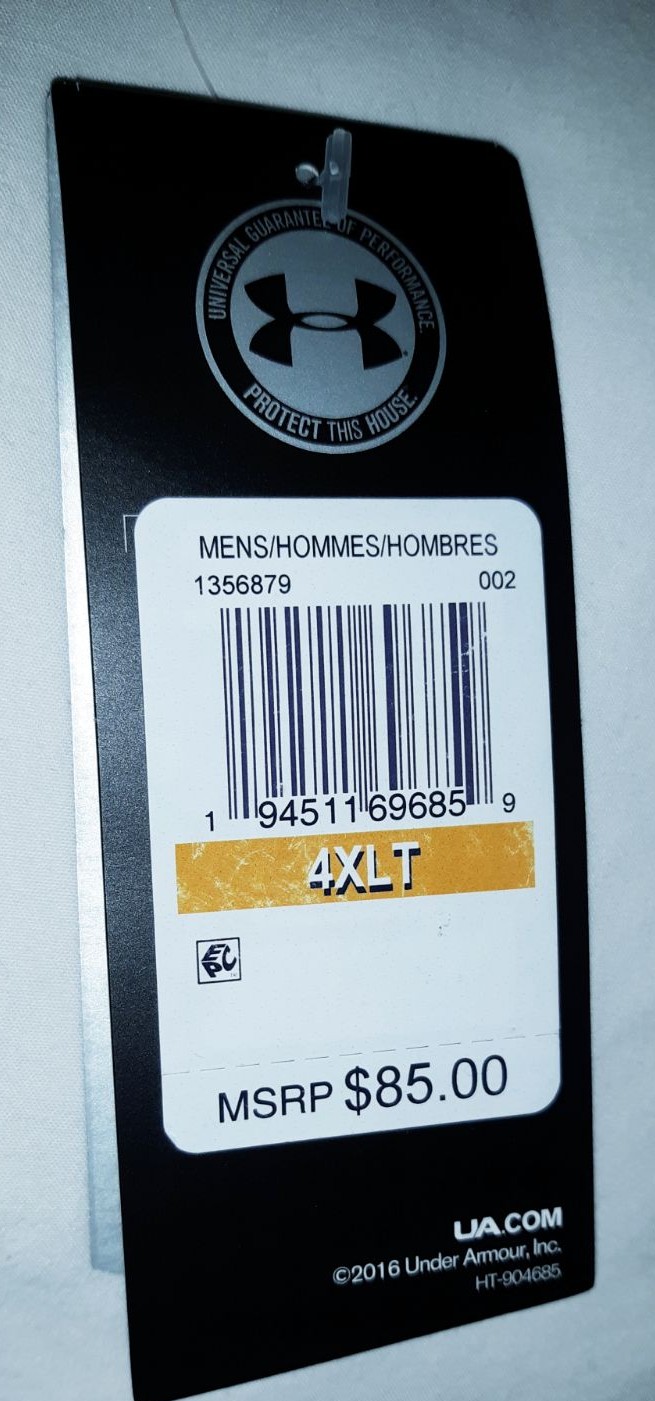 UNIVERSAL GUARANTEE OF PERFORMANCE.
PROTECT THIS HOUSE.
MENS/HOMMES/HOMBRES
1356879 002
1 94511 69685 9
4XLT
EPC
MSRP $85.00
UA.COM
©2016 Under Armour, Inc.
HT-904685